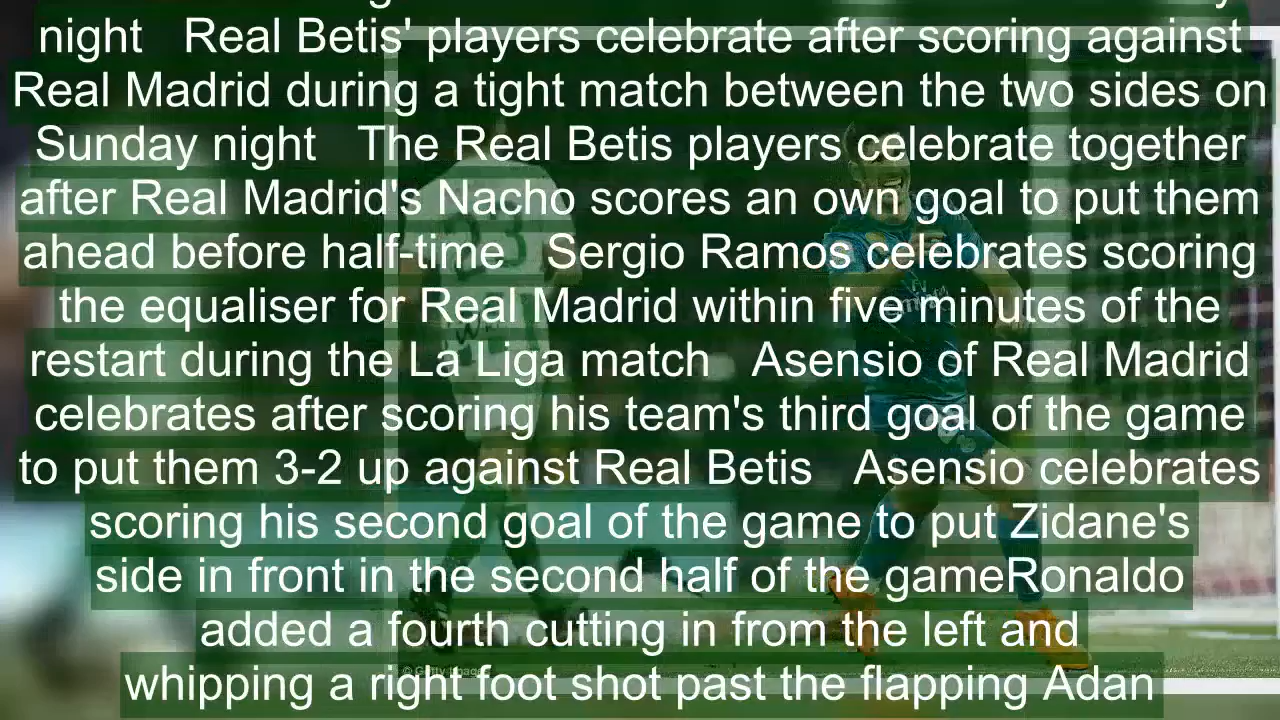 night   Real Betis' players celebrate after scoring against
Real Madrid during a tight match between the two sides on
Sunday night   The Real Betis players celebrate together
after Real Madrid's Nacho scores an own goal to put them
ahead before half-time   Sergio Ramos celebrates scoring
the equaliser for Real Madrid within five minutes of the
restart during the La Liga match   Asensio of Real Madrid
celebrates after scoring his team's third goal of the game
to put them 3-2 up against Real Betis   Asensio celebrates
scoring his second goal of the game to put Zidane's
side in front in the second half of the gameRonaldo
added a fourth cutting in from the left and
whipping a right foot shot past the flapping Adan
© Getty Images